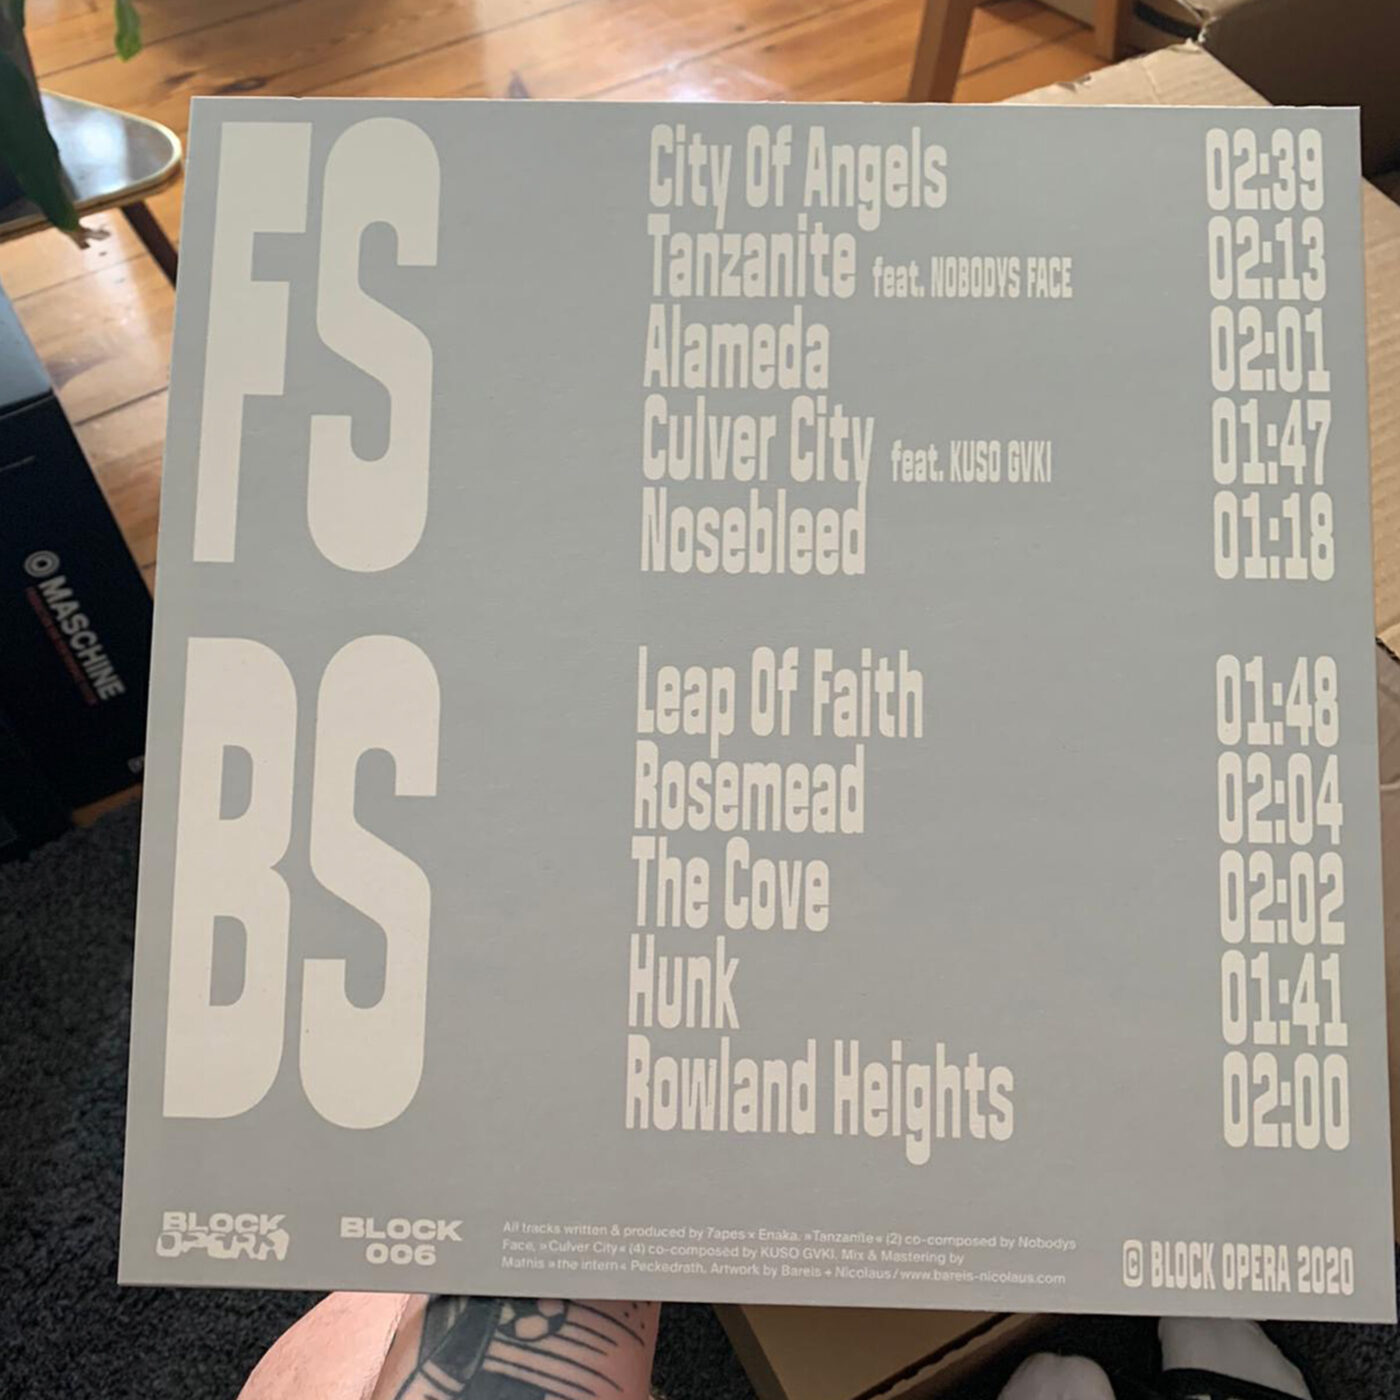 FS
City Of Angels 02:39
Tanzanite feat. NOBODYS FACE 02:13
Alameda 02:01
Culver City feat. KUSO GVKI 01:47
Nosebleed 01:18
BS
Leap Of Faith 01:48
Rosemead 02:04
The Cove 02:02
Hunk 01:41
Rowland Heights 02:00
BLOCK
OPERA
BLOCK
006
All tracks written & produced by 7apes x Enaka. »Tanzanite« (2) co-composed by Nobodys
Face, »Culver City« (4) co-composed by KUSO GVKI. Mix & Mastering by
Mathis »the intern« Peckedrath. Artwork by Bareis + Nicolaus / www.bareis-nicolaus.com
© BLOCK OPERA 2020
MASCHINE